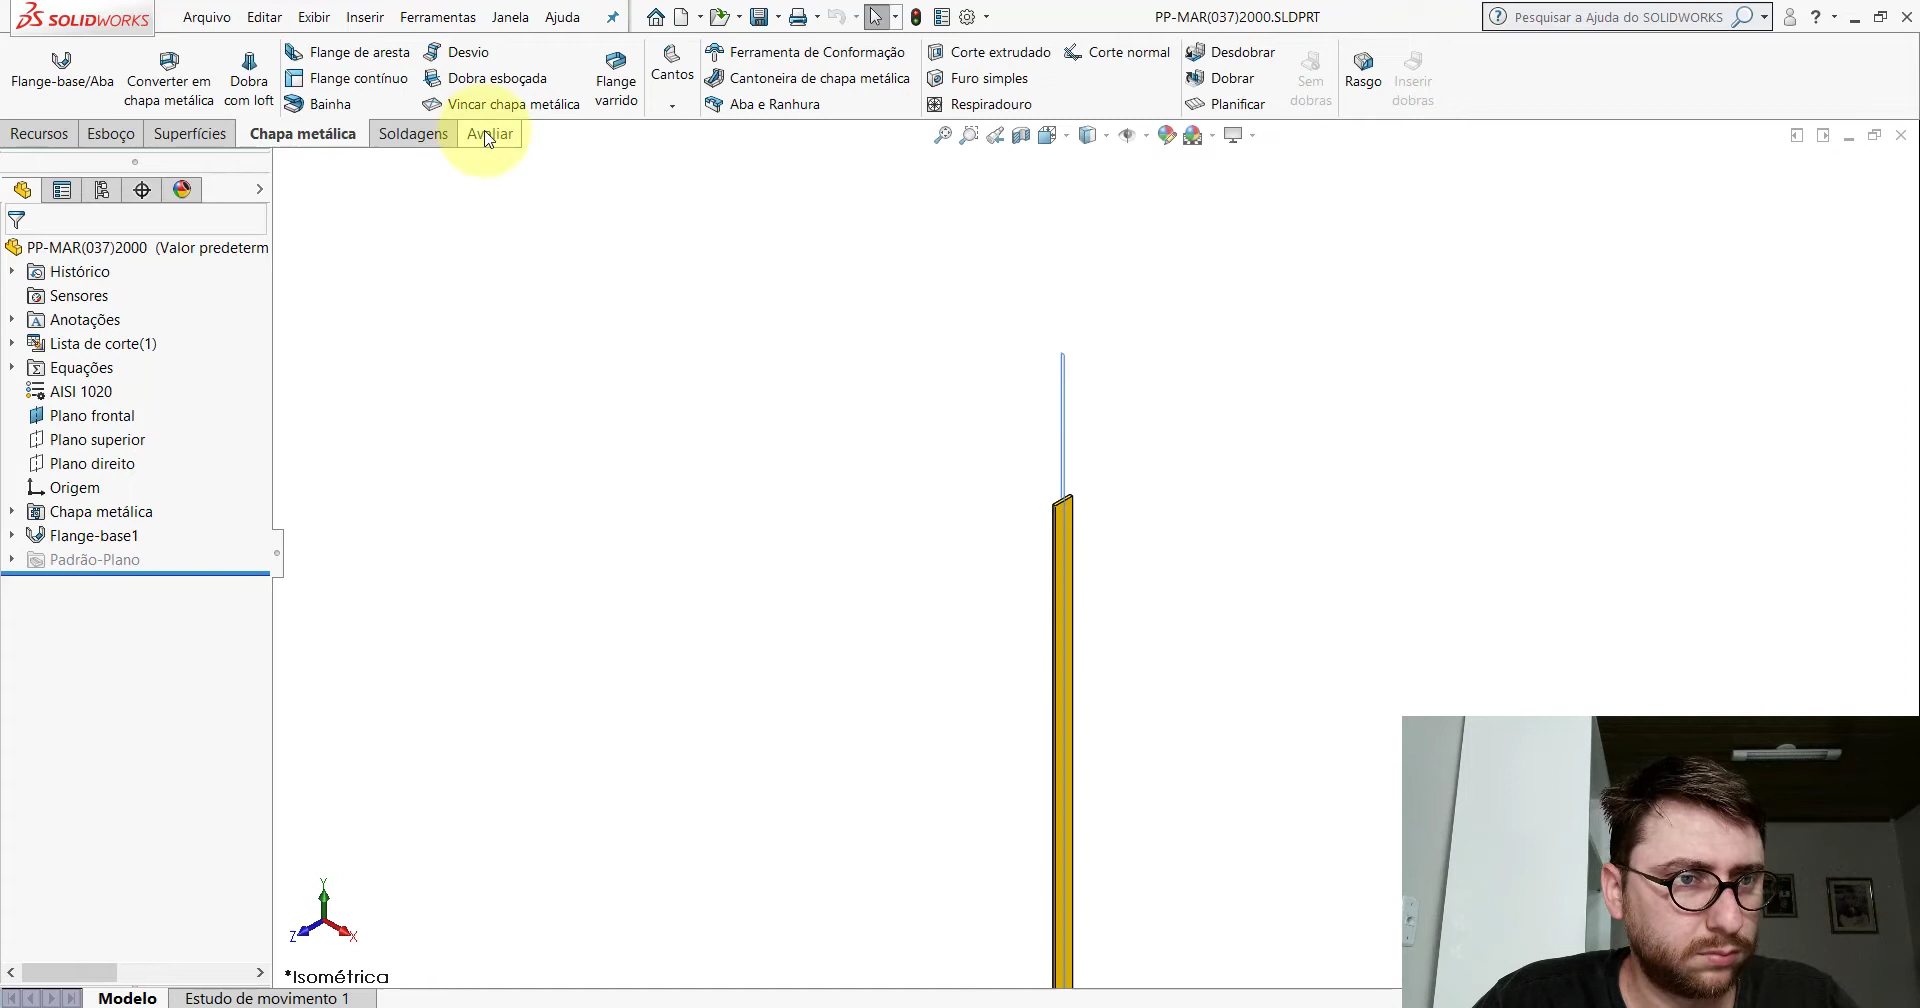 SOLIDWORKS
Arquivo Editar Exibir Inserir Ferramentas Janela Ajuda
PP-MAR(037)2000.SLDPRT
Pesquisar a Ajuda do SOLIDWORKS
Flange-base/Aba
Converter em
chapa metálica
Dobra
com loft
Flange de aresta
Flange contínuo
Bainha
Desvio
Dobra esboçada
Vincar chapa metálica
Flange
varrido
Cantos
Ferramenta de Conformação
Cantoneira de chapa metálica
Aba e Ranhura
Corte extrudado
Furo simples
Respiradouro
Corte normal
Desdobrar
Dobrar
Planificar
Sem
dobras
Rasgo
Inserir
dobras
Recursos Esboço Superfícies Chapa metálica Soldagens Avaliar
PP-MAR(037)2000 (Valor predeterm
Histórico
Sensores
Anotações
Lista de corte(1)
Equações
AISI 1020
Plano frontal
Plano superior
Plano direito
Origem
Chapa metálica
Flange-base1
Padrão-Plano
Y
Z
X
*Isométrica
Modelo Estudo de movimento 1